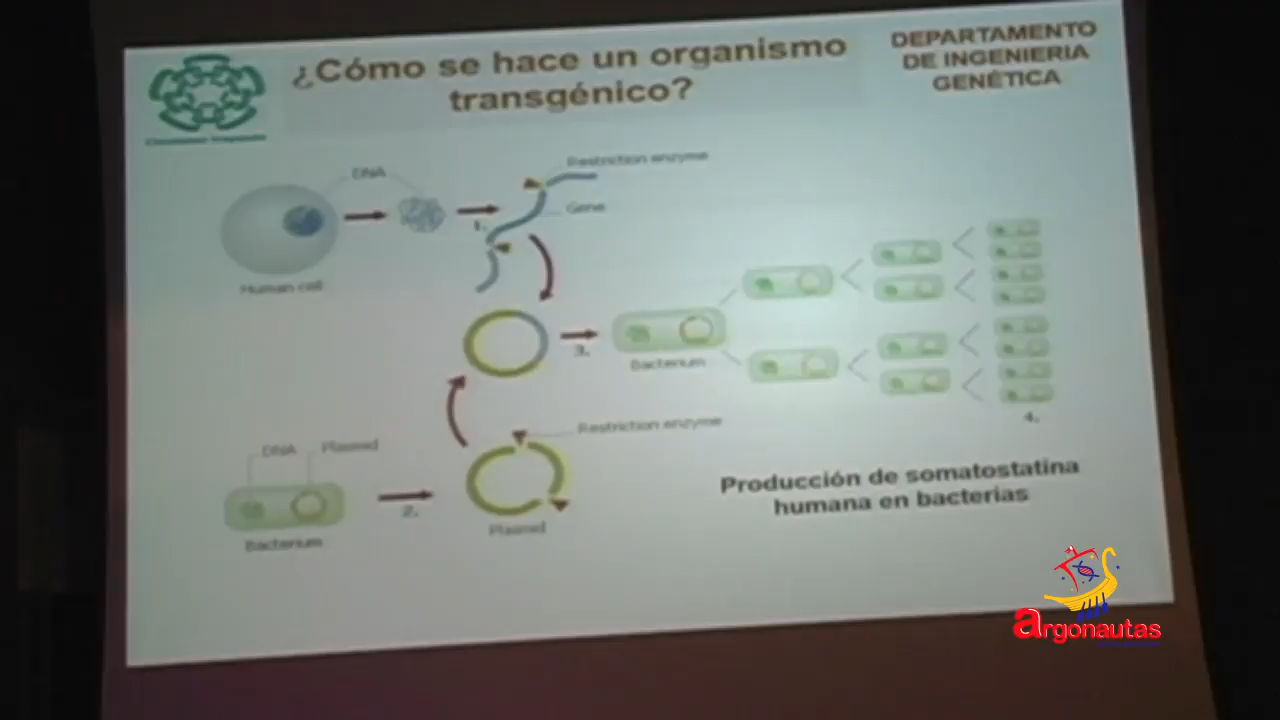 ¿Cómo se hace un organismo
transgénico?
DEPARTAMENTO
DE INGENIERIA
GENÉTICA
DNA
Restriction enzyme
Gene
1.
Human cell
3.
Bacterium
4.
Restriction enzyme
DNA
Plasmid
2.
Plasmid
Bacterium
Producción de somatostatina
humana en bacterias
argonautas